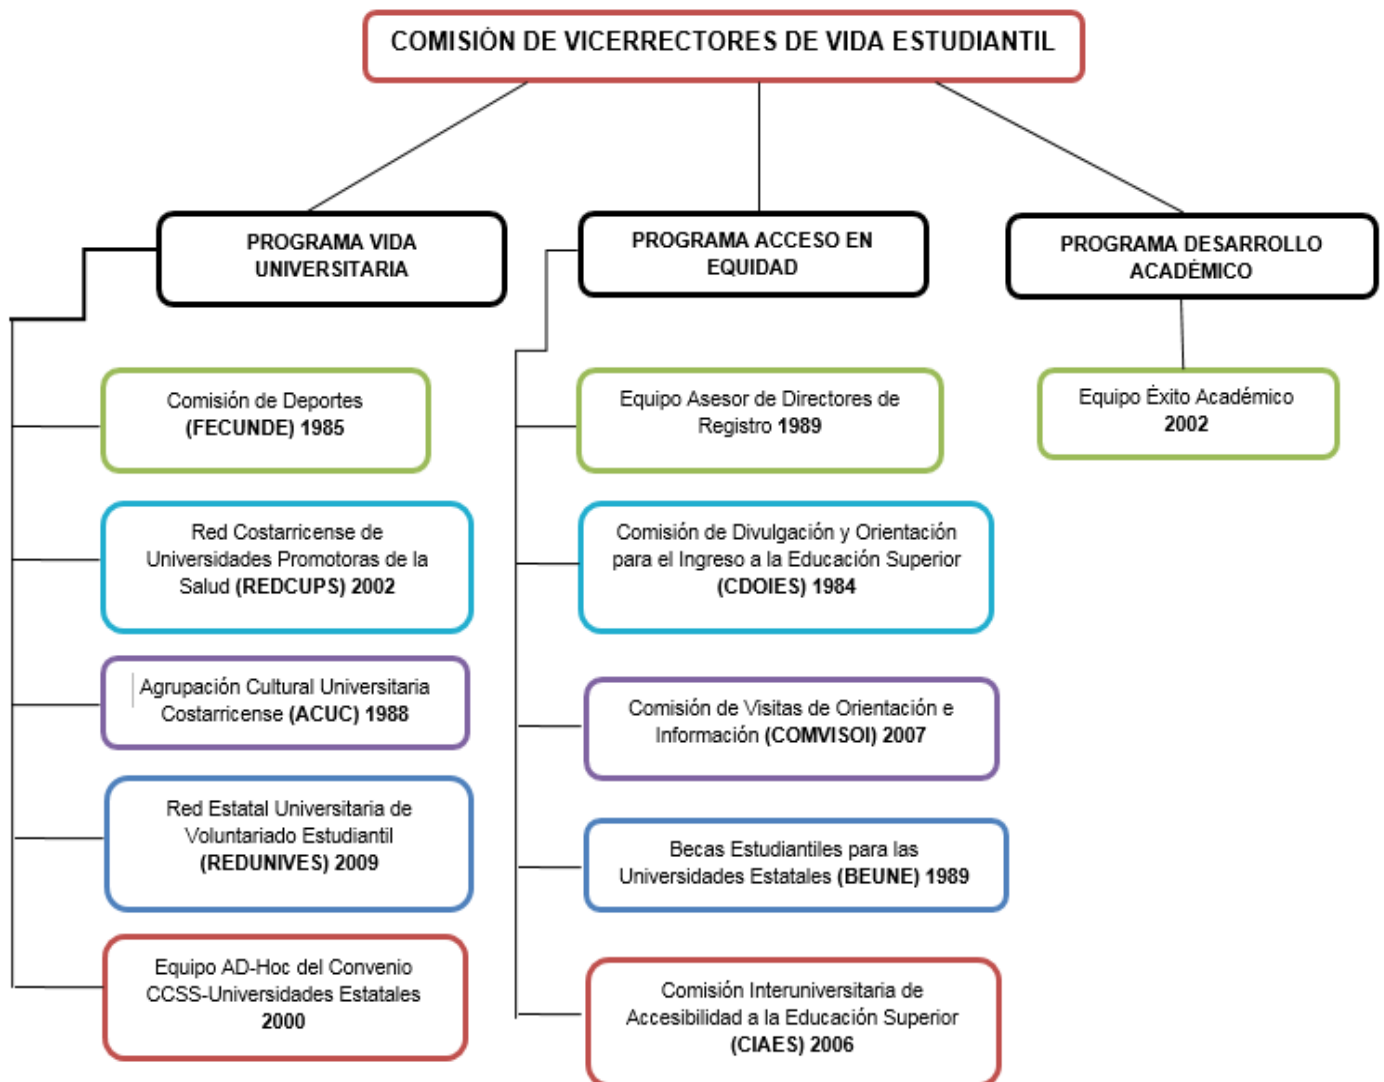 COMISIÓN DE VICERRECTORES DE VIDA ESTUDIANTIL
PROGRAMA VIDA
UNIVERSITARIA
Comisión de Deportes
(FECUNDE) 1985
Red Costarricense de
Universidades Promotoras de la
Salud (REDCUPS) 2002
Agrupación Cultural Universitaria
Costarricense (ACUC) 1988
Red Estatal Universitaria de
Voluntariado Estudiantil
(REDUNIVES) 2009
Equipo AD-Hoc del Convenio
CCSS-Universidades Estatales
2000
PROGRAMA ACCESO EN
EQUIDAD
Equipo Asesor de Directores de
Registro 1989
Comisión de Divulgación y Orientación
para el Ingreso a la Educación Superior
(CDOIES) 1984
Comisión de Visitas de Orientación e
Información (COMVISOI) 2007
Becas Estudiantiles para las
Universidades Estatales (BEUNE) 1989
Comisión Interuniversitaria de
Accesibilidad a la Educación Superior
(CIAES) 2006
PROGRAMA DESARROLLO
ACADÉMICO
Equipo Éxito Académico
2002